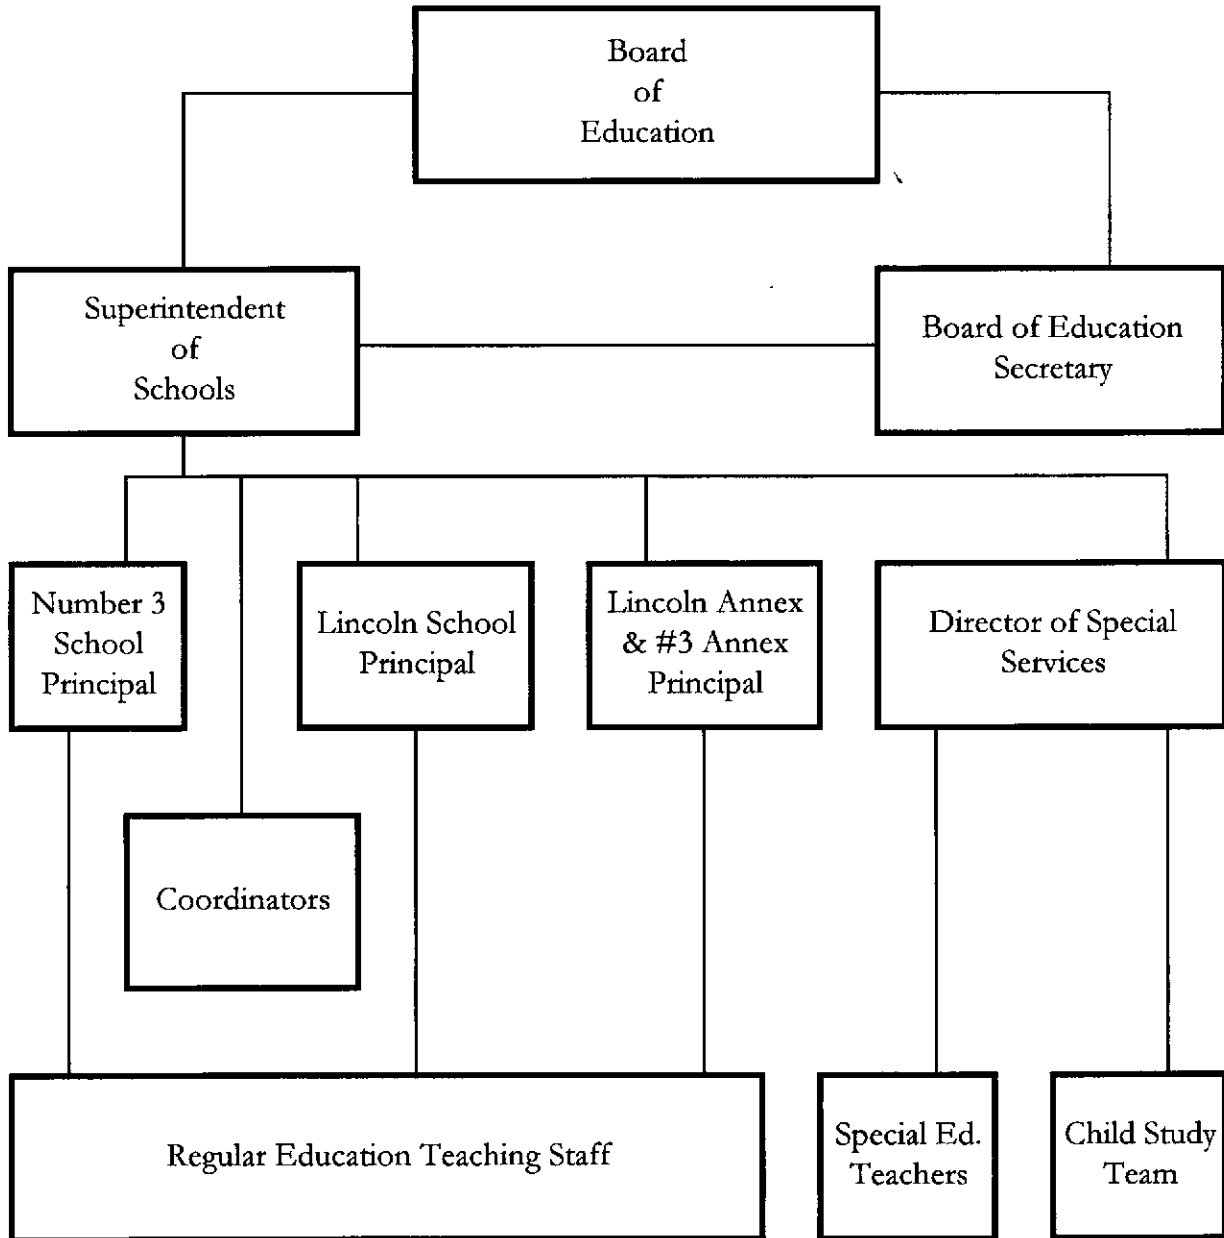 Board
of
Education
Superintendent
of
Schools
Board of Education
Secretary
Number 3
School
Principal
Lincoln School
Principal
Lincoln Annex
& #3 Annex
Principal
Director of Special
Services
Coordinators
Regular Education Teaching Staff
Special Ed.
Teachers
Child Study
Team